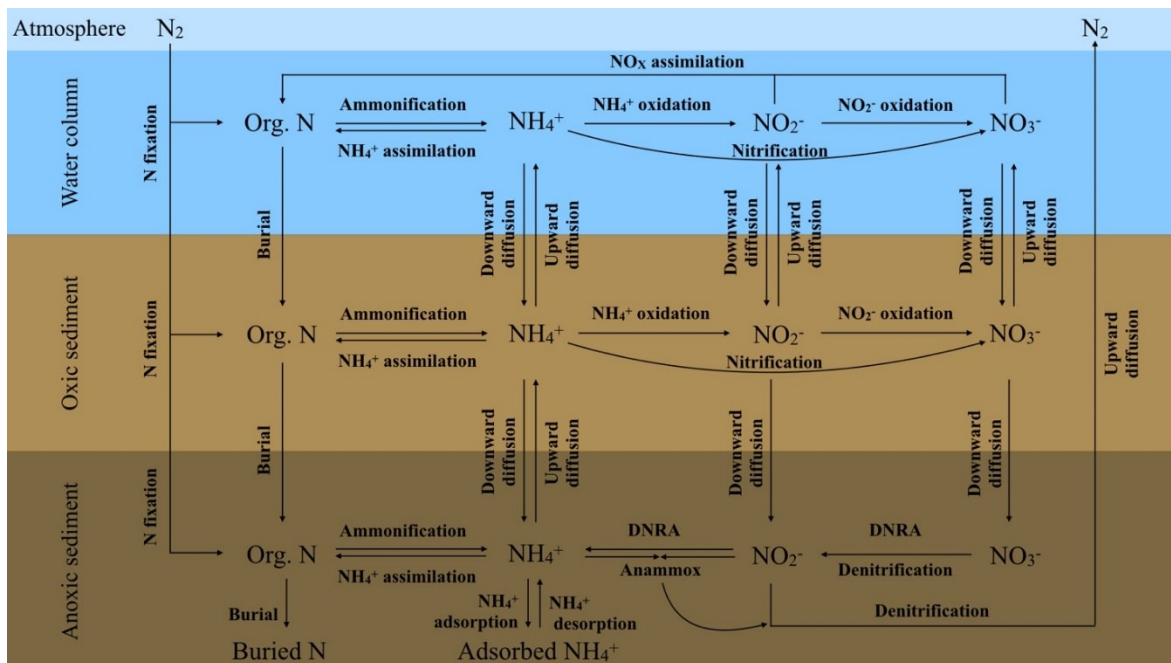 Atmosphere N₂ N₂
NOX assimilation
Water column
N fixation
Org. N
Ammonification
NH₄⁺ assimilation
NH₄⁺
NH₄⁺ oxidation
NO₂⁻
NO₂⁻ oxidation
NO₃⁻
Nitrification
Burial
Downward
diffusion
Upward
diffusion
Downward
diffusion
Upward
diffusion
Downward
diffusion
Upward
diffusion
Oxic sediment
N fixation
Org. N
Ammonification
NH₄⁺ assimilation
NH₄⁺
NH₄⁺ oxidation
NO₂⁻
NO₂⁻ oxidation
NO₃⁻
Nitrification
Upward
diffusion
Burial
Downward
diffusion
Upward
diffusion
Downward
diffusion
Downward
diffusion
Anoxic sediment
N fixation
Org. N
Ammonification
NH₄⁺ assimilation
NH₄⁺
DNRA
Anammox
NO₂⁻
DNRA
Denitrification
NO₃⁻
Burial
NH₄⁺
adsorption
NH₄⁺
desorption
Denitrification
Buried N
Adsorbed NH₄⁺